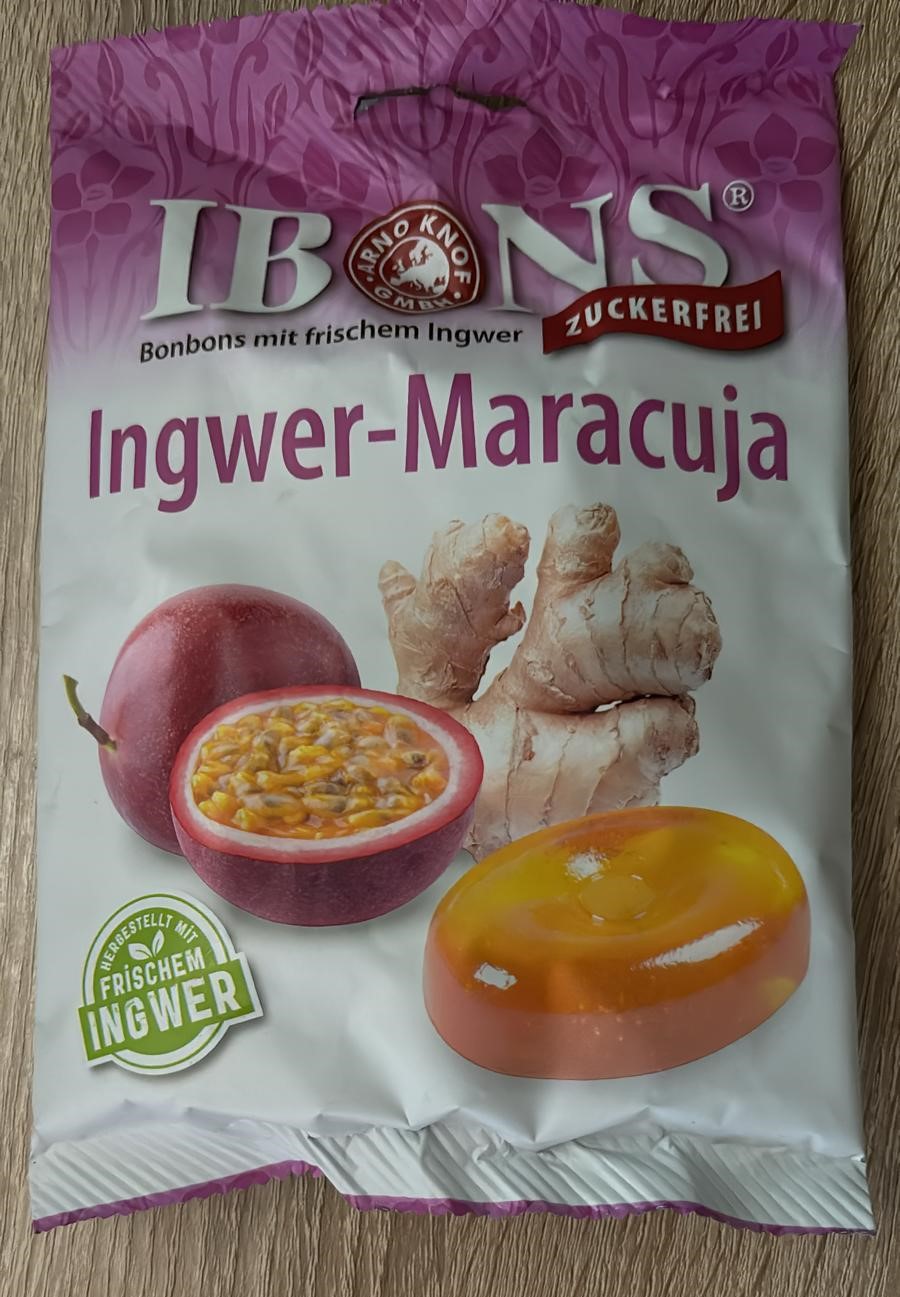 IBONS®
ARNO KNOF
GMBH
ZUCKERFREI
Bonbons mit frischem Ingwer
Ingwer-Maracuja
HERGESTELLT MIT
FRISCHEM
INGWER